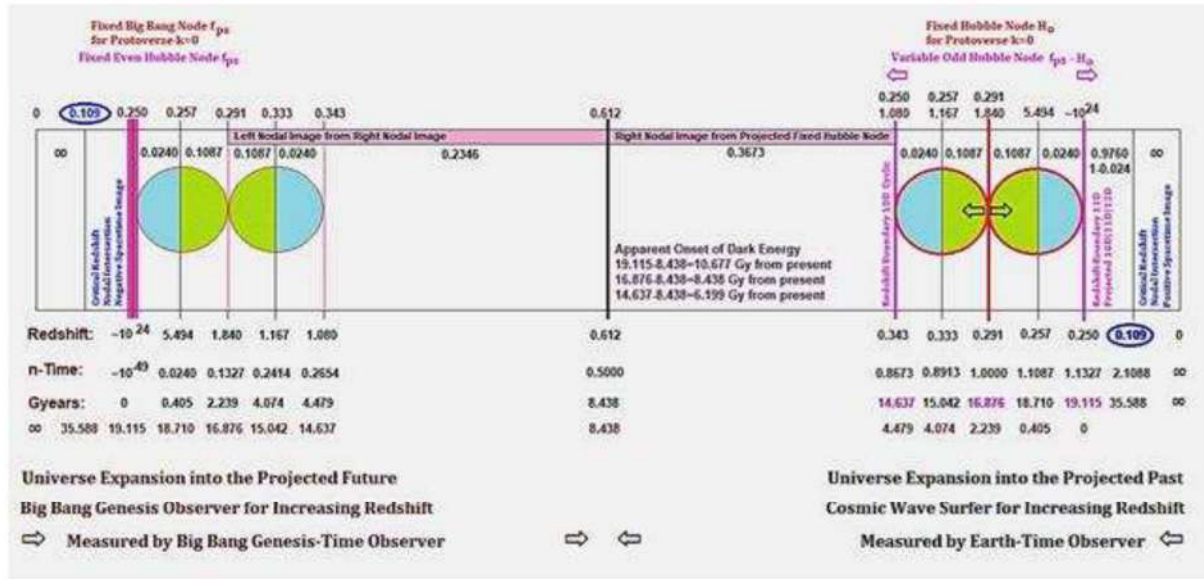 Fixed Big Bang Node fps
for Protoverse k=0
Fixed Even Hubble Node fps
Fixed Hubble Node Ho
for Protoverse k=0
Variable Odd Hubble Node fps - Ho
0.250 0.257 0.291
0 0.109 0.250 0.257 0.291 0.333 0.343 0.612 1.080 1.167 1.840 5.494 ~10 24
Left Nodal Image from Right Nodal Image
Right Nodal Image from Projected Fixed Hubble Node
∞ 0.0240 0.1087 0.1087 0.0240 0.2346 0.3673 0.0240 0.1087 0.1087 0.0240 0.9760 ∞
1-0.024
Critical Redshift
Nodal Intersection
Negative Spacetime Image
Apparent Onset of Dark Energy
19.115-8.438=10.677 Gy from present
16.876-8.438=8.438 Gy from present
14.637-8.438=6.199 Gy from present
Redshift Boundary 10D Cycle
Redshift Boundary 11D
Projected 10D|11D|12D
Critical Redshift
Nodal Intersection
Positive Spacetime Image
Redshift: ~10 24 5.494 1.840 1.167 1.080 0.612 0.343 0.333 0.291 0.257 0.250 0.109 0
n-Time: ~10-49 0.0240 0.1327 0.2414 0.2654 0.5000 0.8673 0.8913 1.0000 1.1087 1.1327 2.1088 ∞
Gyears: 0 0.405 2.239 4.074 4.479 8.438 14.637 15.042 16.876 18.710 19.115 35.588 ∞
∞ 35.588 19.115 18.710 16.876 15.042 14.637 8.438 4.479 4.074 2.239 0.405 0
Universe Expansion into the Projected Future
Big Bang Genesis Observer for Increasing Redshift
Measured by Big Bang Genesis-Time Observer
Universe Expansion into the Projected Past
Cosmic Wave Surfer for Increasing Redshift
Measured by Earth-Time Observer